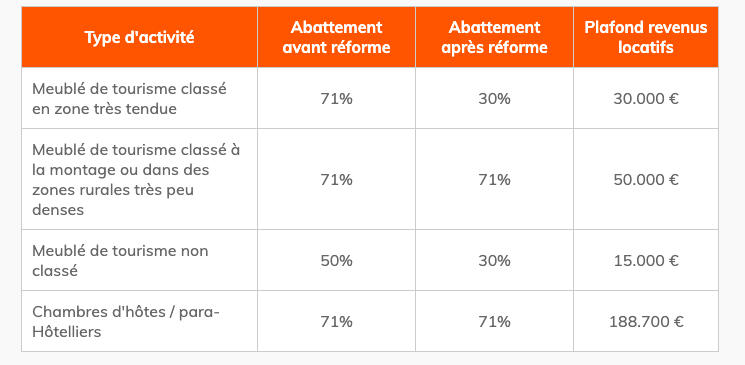 Type d'activité
Abattement
avant réforme
Abattement
après réforme
Plafond revenus
locatifs
Meublé de tourisme classé
en zone très tendue
71%
30%
30.000 €
Meublé de tourisme classé à
la montage ou dans des
zones rurales très peu
denses
71%
71%
50.000 €
Meublé de tourisme non
classé
50%
30%
15.000 €
Chambres d'hôtes / para-
Hôtelliers
71%
71%
188.700 €